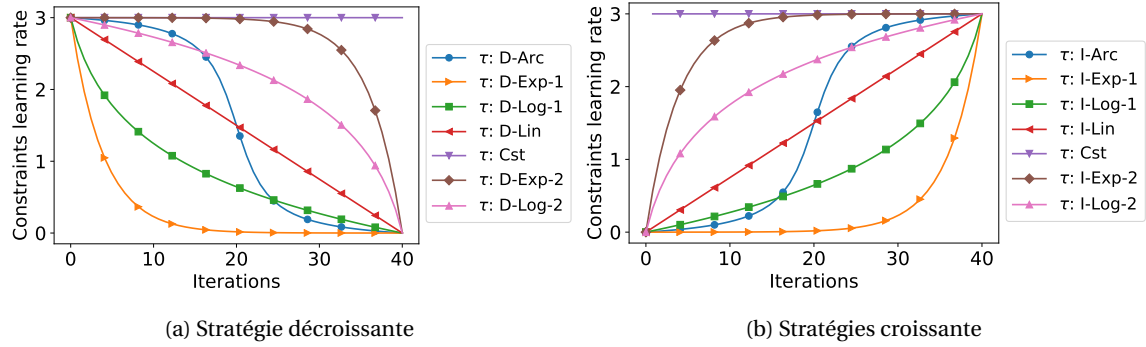 Constraints learning rate
3
2
1
0
0
10
20
30
40
Iterations
τ: D-Arc
τ: D-Exp-1
τ: D-Log-1
τ: D-Lin
τ: Cst
τ: D-Exp-2
τ: D-Log-2
(a) Stratégie décroissante
Constraints learning rate
3
2
1
0
0
10
20
30
40
Iterations
τ: I-Arc
τ: I-Exp-1
τ: I-Log-1
τ: I-Lin
τ: Cst
τ: I-Exp-2
τ: I-Log-2
(b) Stratégies croissante